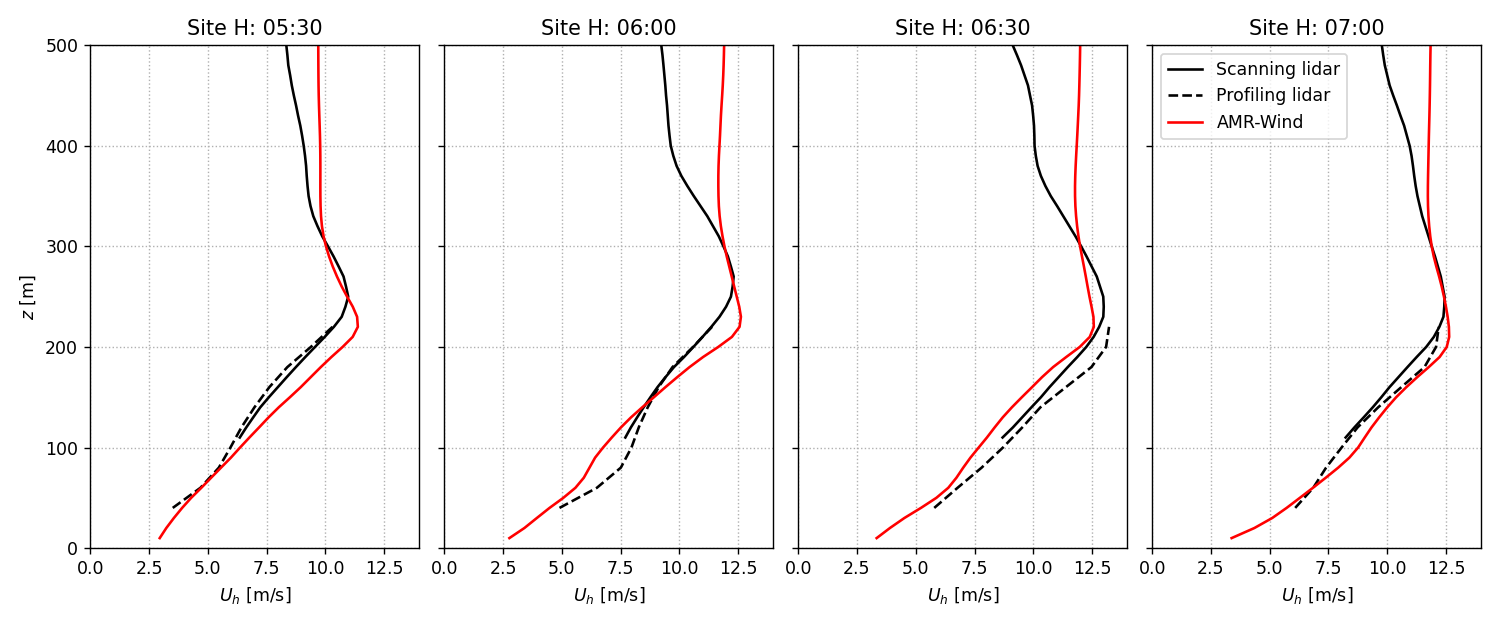 Site H: 05:30
Site H: 06:00
Site H: 06:30
Site H: 07:00
500
400
300
200
100
0
z [m]
Scanning lidar
Profiling lidar
AMR-Wind
0.0 2.5 5.0 7.5 10.0 12.5
0.0 2.5 5.0 7.5 10.0 12.5
0.0 2.5 5.0 7.5 10.0 12.5
0.0 2.5 5.0 7.5 10.0 12.5
U_h [m/s]
U_h [m/s]
U_h [m/s]
U_h [m/s]